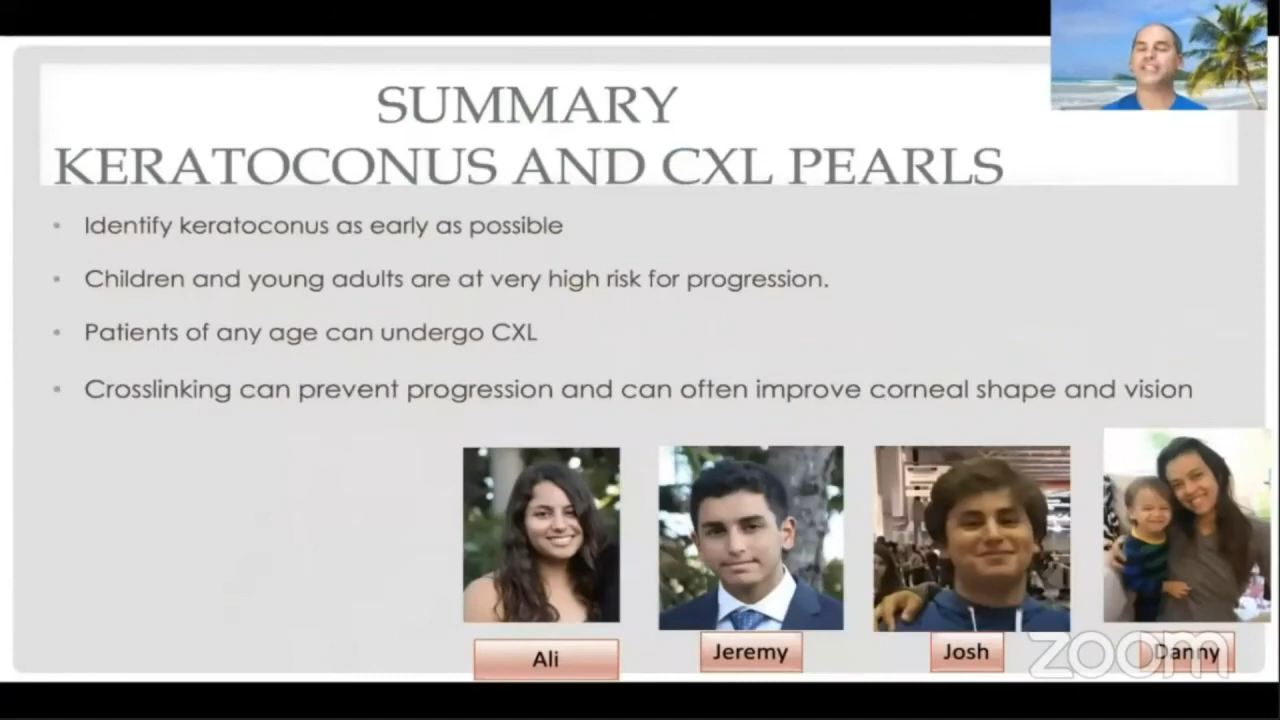 SUMMARY
KERATOCONUS AND CXL PEARLS
• Identify keratoconus as early as possible
• Children and young adults are at very high risk for progression.
• Patients of any age can undergo CXL
• Crosslinking can prevent progression and can often improve corneal shape and vision
Ali
Jeremy
Josh
Danny
zoom